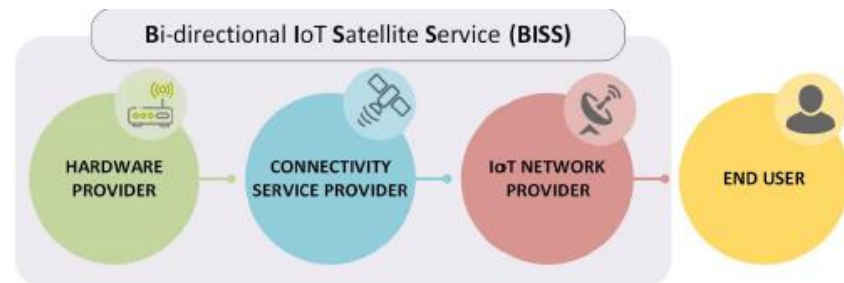 Bi-directional IoT Satellite Service (BISS)
HARDWARE
PROVIDER
CONNECTIVITY
SERVICE PROVIDER
IoT NETWORK
PROVIDER
END USER